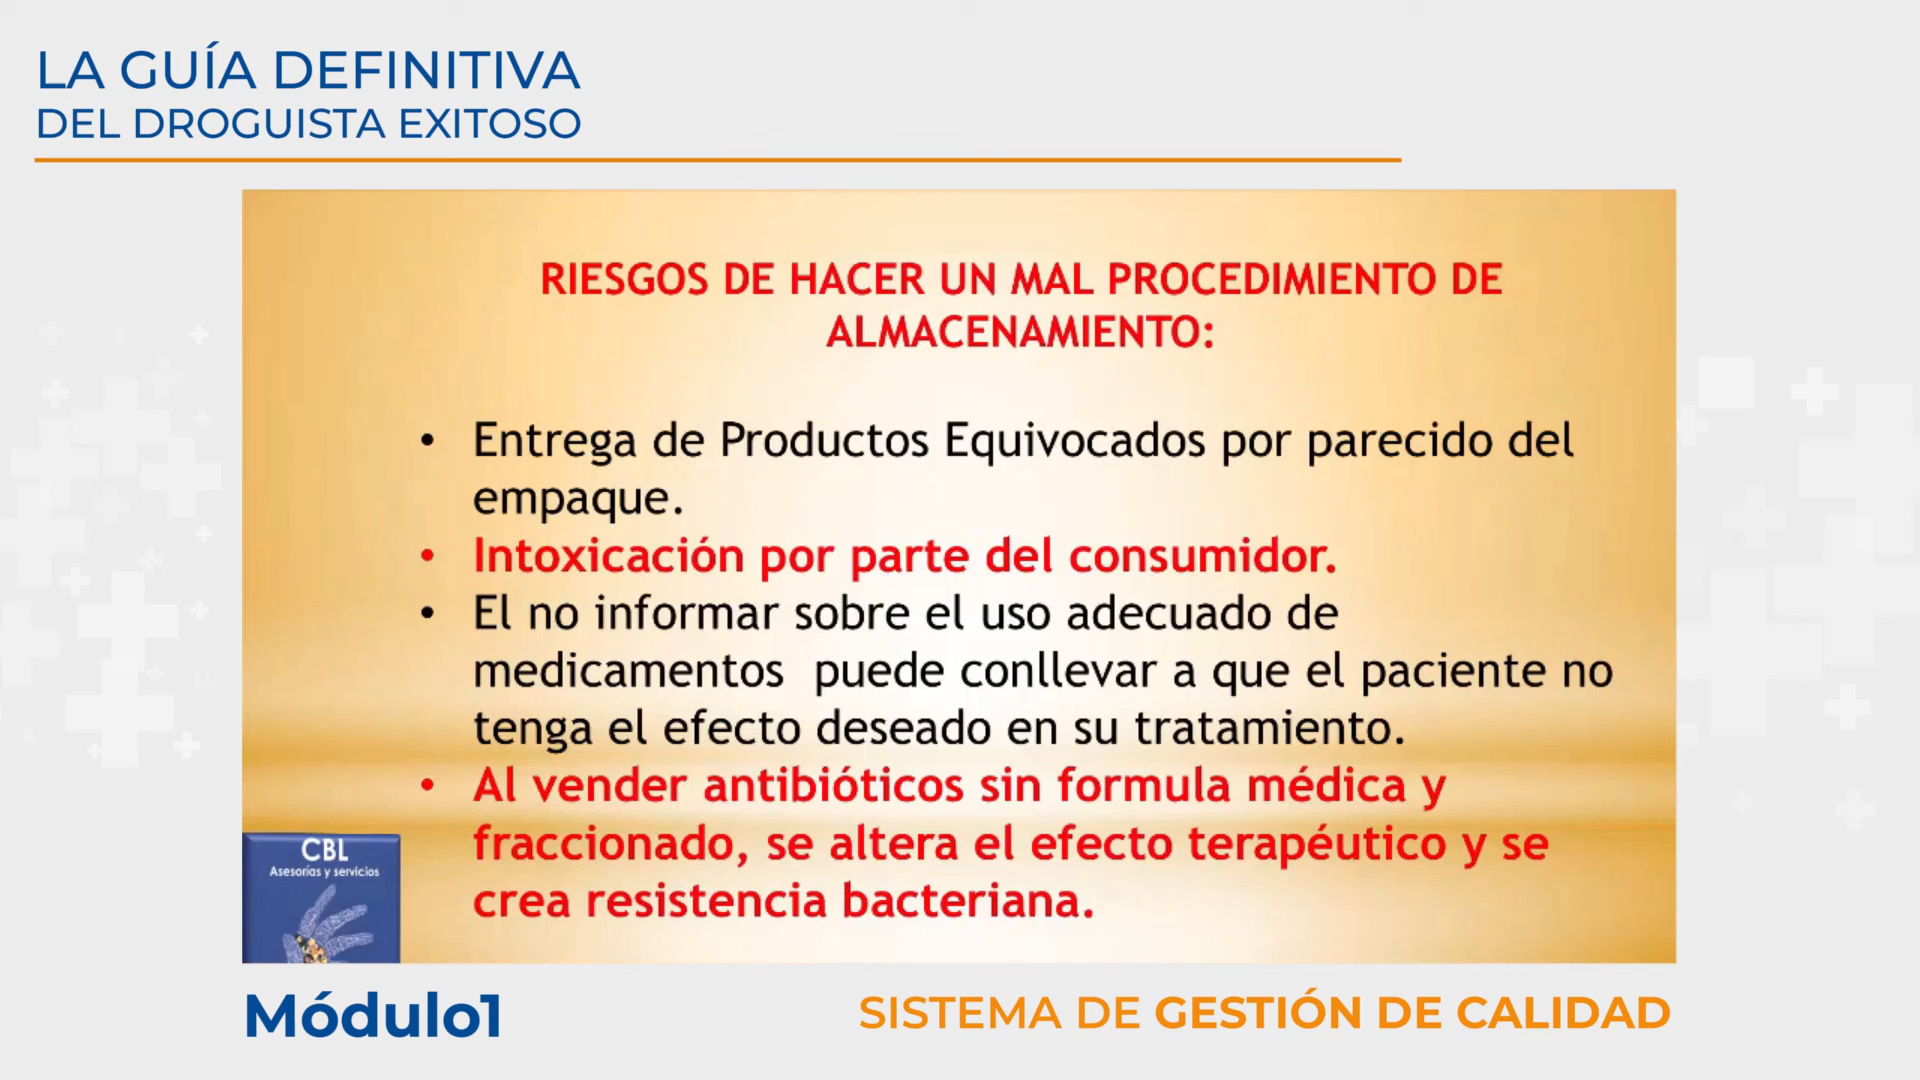 LA GUÍA DEFINITIVA
DEL DROGUISTA EXITOSO
RIESGOS DE HACER UN MAL PROCEDIMIENTO DE
ALMACENAMIENTO:
• Entrega de Productos Equivocados por parecido del
empaque.
• Intoxicación por parte del consumidor.
• El no informar sobre el uso adecuado de
medicamentos puede conllevar a que el paciente no
tenga el efecto deseado en su tratamiento.
• Al vender antibióticos sin formula médica y
fraccionado, se altera el efecto terapéutico y se
crea resistencia bacteriana.
CBL
Asesorias y servicios
Módulo1
SISTEMA DE GESTIÓN DE CALIDAD